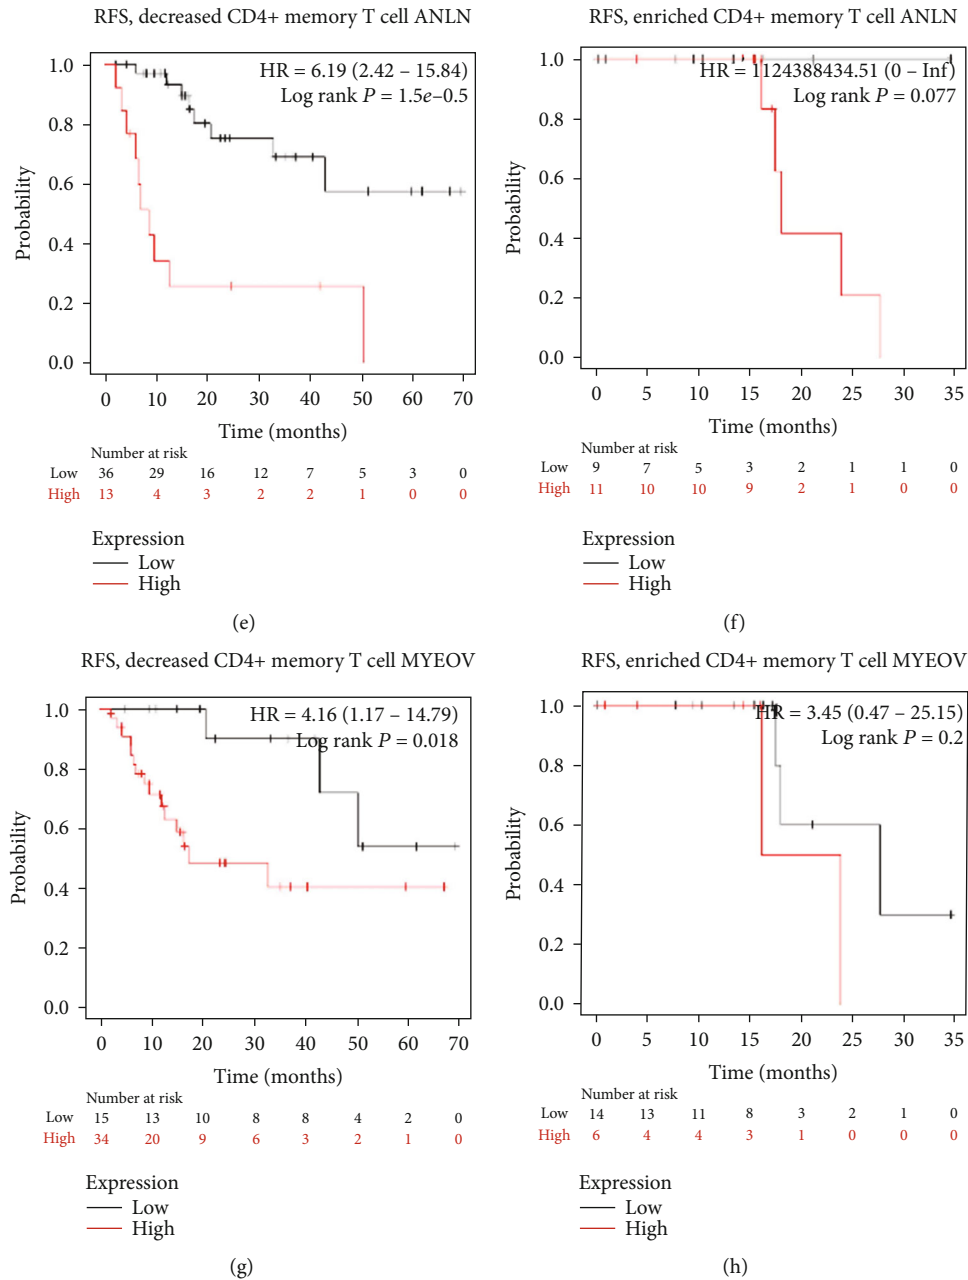 RFS, decreased CD4+ memory T cell ANLN
HR = 6.19 (2.42 – 15.84)
Log rank P = 1.5e–0.5
Probability
1.0
0.8
0.6
0.4
0.2
0.0
0 10 20 30 40 50 60 70
Time (months)
Number at risk
Low 36 29 16 12 7 5 3 0
High 13 4 3 2 2 1 0 0
Expression
Low
High
(e)
RFS, enriched CD4+ memory T cell ANLN
HR = 1124388434.51 (0 – Inf)
Log rank P = 0.077
Probability
1.0
0.8
0.6
0.4
0.2
0.0
0 5 10 15 20 25 30 35
Time (months)
Number at risk
Low 9 7 5 3 2 1 1 0
High 11 10 10 9 2 1 0 0
Expression
Low
High
(f)
RFS, decreased CD4+ memory T cell MYEOV
HR = 4.16 (1.17 – 14.79)
Log rank P = 0.018
Probability
1.0
0.8
0.6
0.4
0.2
0.0
0 10 20 30 40 50 60 70
Time (months)
Number at risk
Low 15 13 10 8 8 4 2 0
High 34 20 9 6 3 2 1 0
Expression
Low
High
(g)
RFS, enriched CD4+ memory T cell MYEOV
HR = 3.45 (0.47 – 25.15)
Log rank P = 0.2
Probability
1.0
0.8
0.6
0.4
0.2
0.0
0 5 10 15 20 25 30 35
Time (months)
Number at risk
Low 14 13 11 8 3 2 1 0
High 6 4 4 3 1 0 0 0
Expression
Low
High
(h)